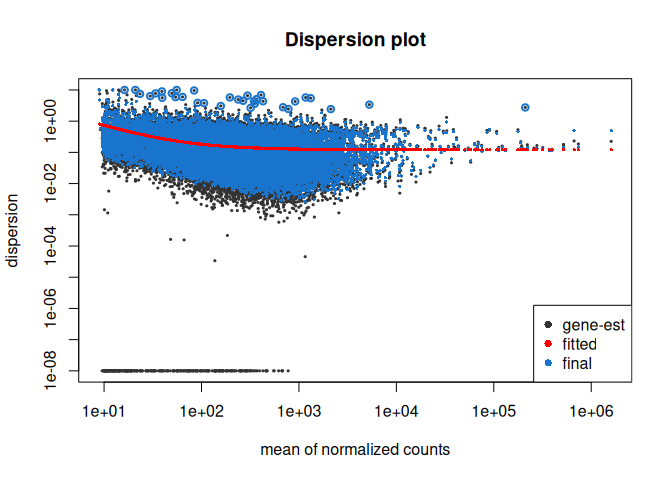 Dispersion plot
dispersion
1e+00
1e-02
1e-04
1e-06
1e-08
gene-est
fitted
final
1e+01 1e+02 1e+03 1e+04 1e+05 1e+06
mean of normalized counts